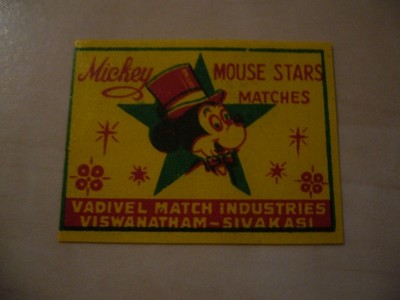 Mickey MOUSE STARS
MATCHES
VADIVEL MATCH INDUSTRIES
VISWANATHAM-SIVAKASI